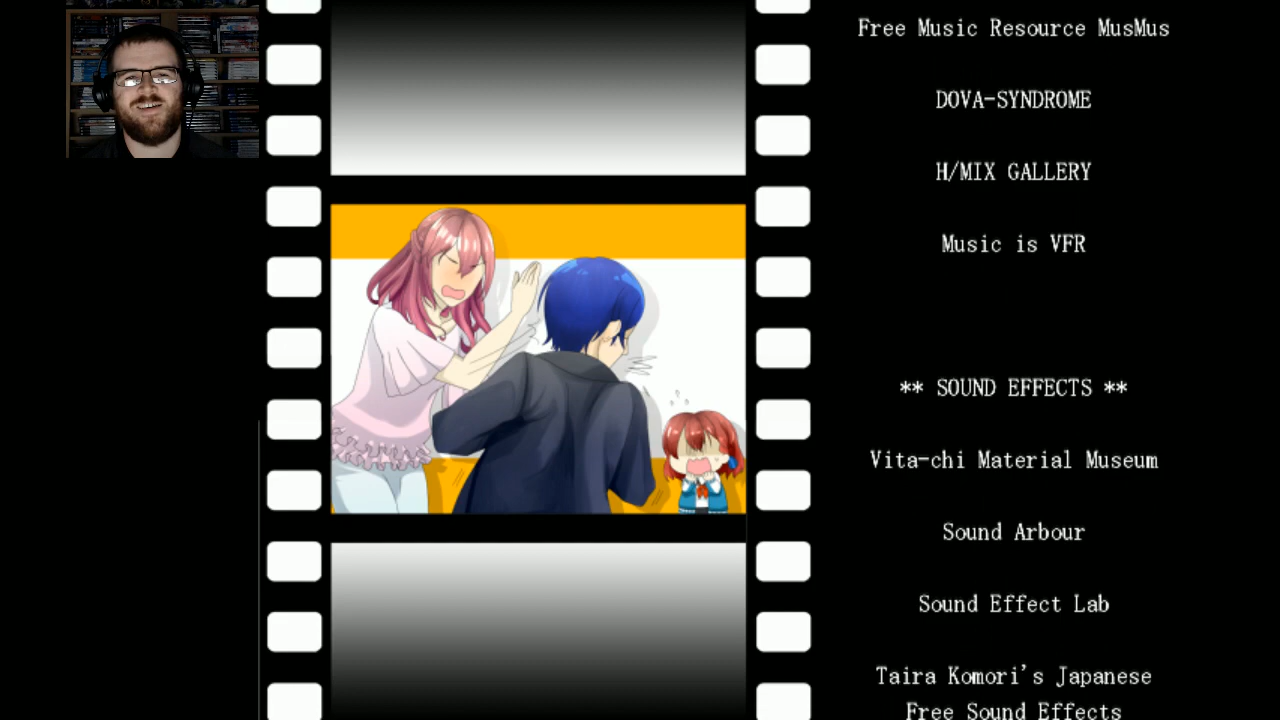 Free Music Resource MusMus
DOVA-SYNDROME
H/MIX GALLERY
Music is VFR
** SOUND EFFECTS **
Vita-chi Material Museum
Sound Arbour
Sound Effect Lab
Taira Komori's Japanese
Free Sound Effects